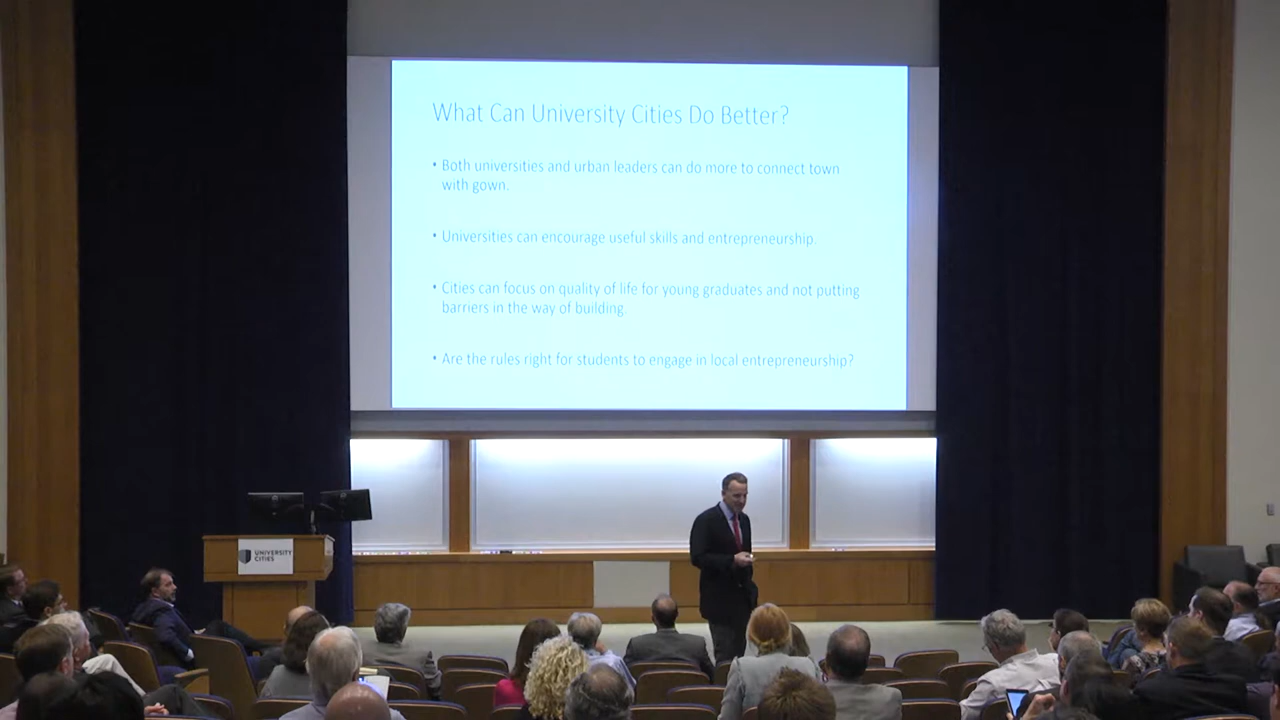 What Can University Cities Do Better?
• Both universities and urban leaders can do more to connect town
with gown.
• Universities can encourage useful skills and entrepreneurship.
• Cities can focus on quality of life for young graduates and not putting
barriers in the way of building.
• Are the rules right for students to engage in local entrepreneurship?
UNIVERSITY
CITIES